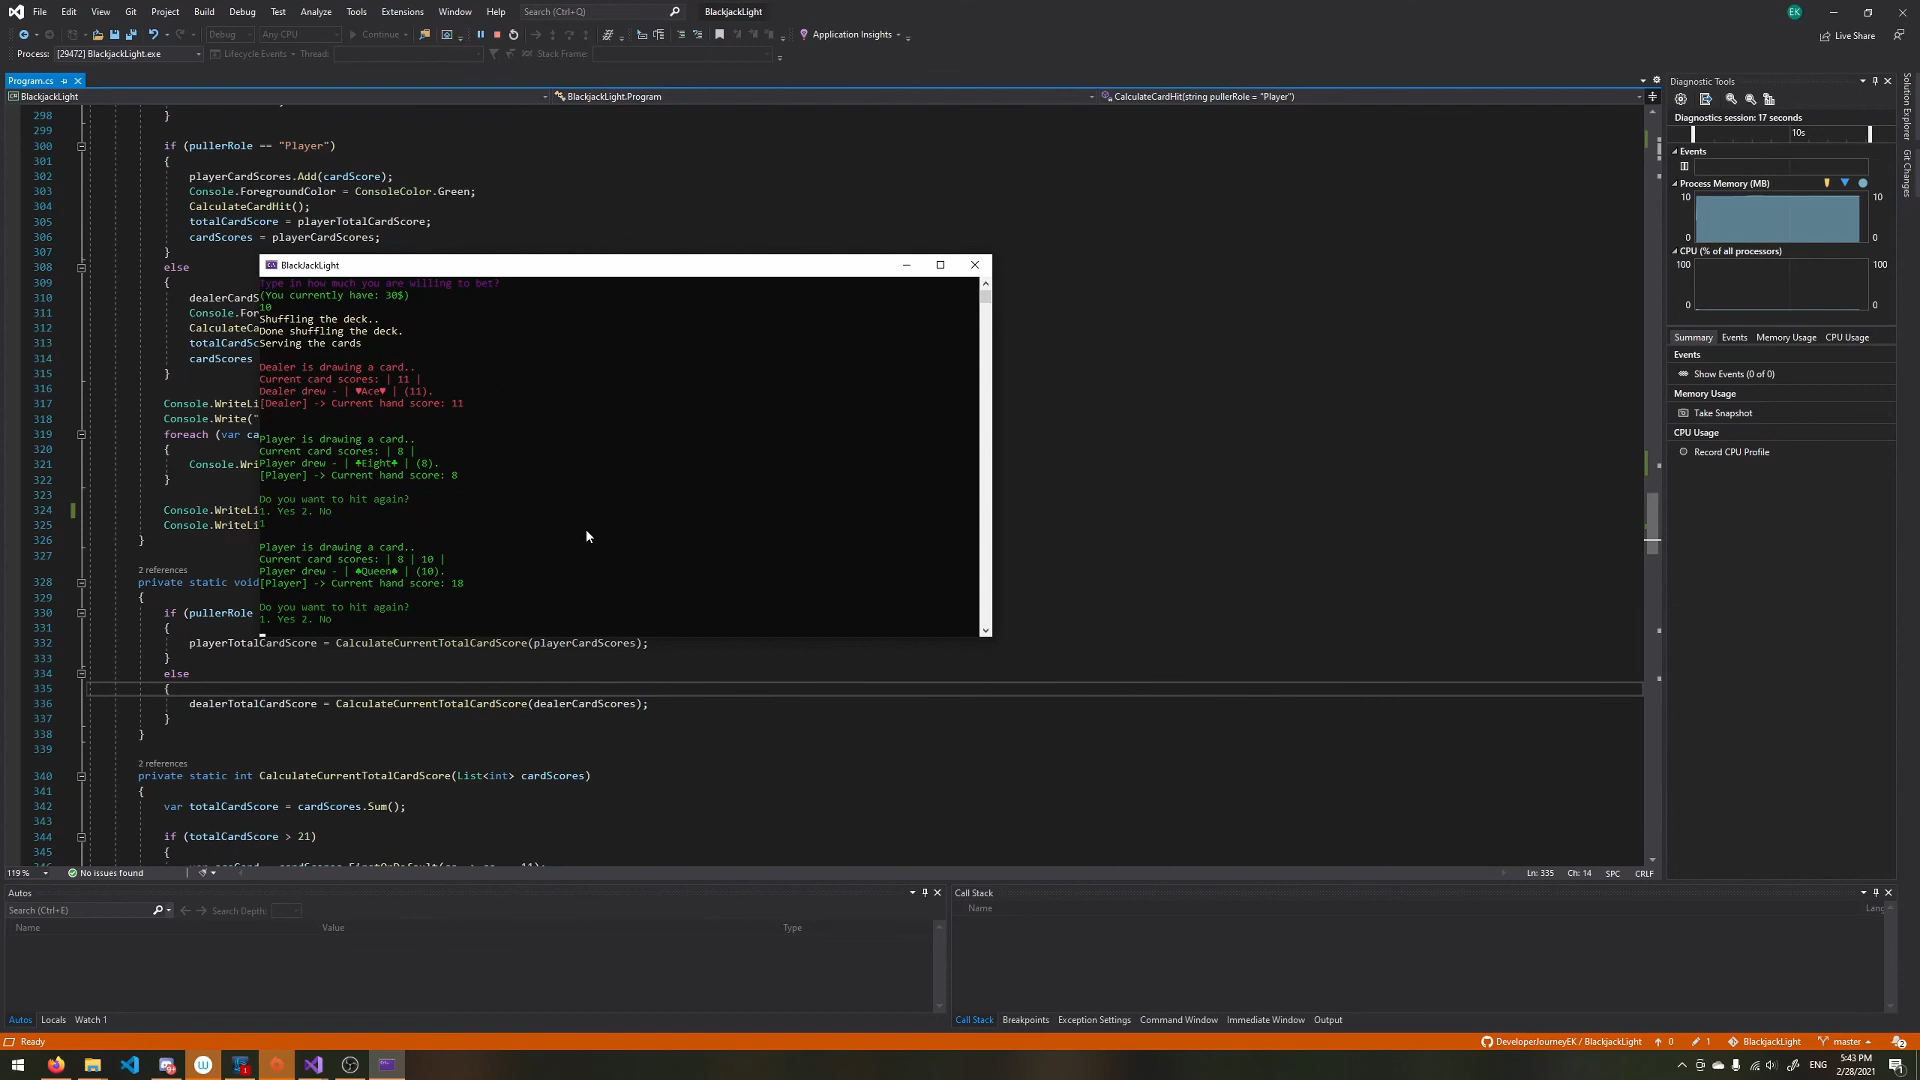 File Edit View Git Project Build Debug Test Analyze Tools Extensions Window Help Search (Ctrl+Q) BlackjackLight EK
Debug Any CPU Continue Application Insights Live Share
Process: [29472] BlackjackLight.exe Lifecycle Events Thread: Stack Frame:
Program.cs
BlackjackLight BlackjackLight.Program CalculateCardHit(string pullerRole = "Player")
298 }
299
300 if (pullerRole == "Player")
301 {
302 playerCardScores.Add(cardScore);
303 Console.ForegroundColor = ConsoleColor.Green;
304 CalculateCardHit();
305 totalCardScore = playerTotalCardScore;
306 cardScores = playerCardScores;
307 }
308 else
309 {
310 dealerCardS
311 Console.For
312 CalculateCa
313 totalCardSc
314 cardScores
315 }
316
317 Console.WriteLi
318 Console.Write("
319 foreach (var ca
320 {
321 Console.Wri
322 }
323
324 Console.WriteLi
325 Console.WriteLi
326 }
327
2 references
328 private static void
329 {
330 if (pullerRole
331 {
332 playerTotalCardScore = CalculateCurrentTotalCardScore(playerCardScores);
333 }
334 else
335 {
336 dealerTotalCardScore = CalculateCurrentTotalCardScore(dealerCardScores);
337 }
338 }
339
2 references
340 private static int CalculateCurrentTotalCardScore(List<int> cardScores)
341 {
342 var totalCardScore = cardScores.Sum();
343
344 if (totalCardScore > 21)
345 {
BlackJackLight
Type in how much you are willing to bet?
(You currently have: 30$)
10
Shuffling the deck..
Done shuffling the deck.
Serving the cards
Dealer is drawing a card..
Current card scores: | 11 |
Dealer drew - | ♥Ace♥ | (11).
[Dealer] -> Current hand score: 11
Player is drawing a card..
Current card scores: | 8 |
Player drew - | ♣Eight♣ | (8).
[Player] -> Current hand score: 8
Do you want to hit again?
1. Yes 2. No
1
Player is drawing a card..
Current card scores: | 8 | 10 |
Player drew - | ♠Queen♠ | (10).
[Player] -> Current hand score: 18
Do you want to hit again?
1. Yes 2. No
Diagnostic Tools
Diagnostics session: 17 seconds
10s
Events
Process Memory (MB)
10 10
0 0
CPU (% of all processors)
100 100
0 0
Summary Events Memory Usage CPU Usage
Events
Show Events (0 of 0)
Memory Usage
Take Snapshot
CPU Usage
Record CPU Profile
Solution Explorer
Git Changes
119 % No issues found Ln: 335 Ch: 14 SPC CRLF
Autos
Search (Ctrl+E) Search Depth:
Name Value Type
Autos Locals Watch 1
Call Stack
Name Lang
Call Stack Breakpoints Exception Settings Command Window Immediate Window Output
Ready DeveloperJourneyEK / BlackjackLight 0 1 BlackjackLight master 2
ENG 5:43 PM
2/28/2021